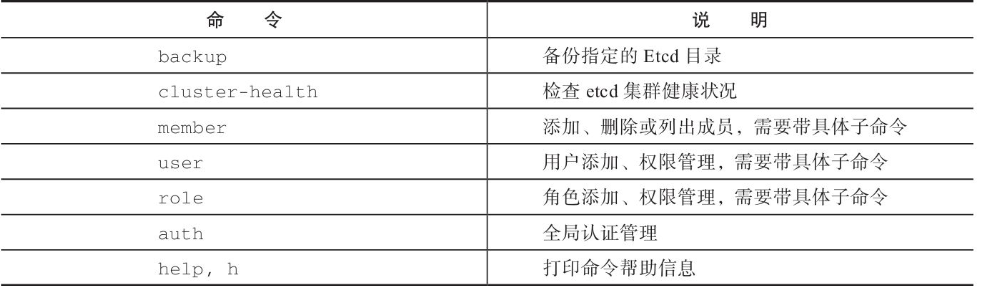 命 令 说 明
backup 备份指定的 Etcd 目录
cluster-health 检查 etcd 集群健康状况
member 添加、删除或列出成员，需要带具体子命令
user 用户添加、权限管理，需要带具体子命令
role 角色添加、权限管理，需要带具体子命令
auth 全局认证管理
help, h 打印命令帮助信息